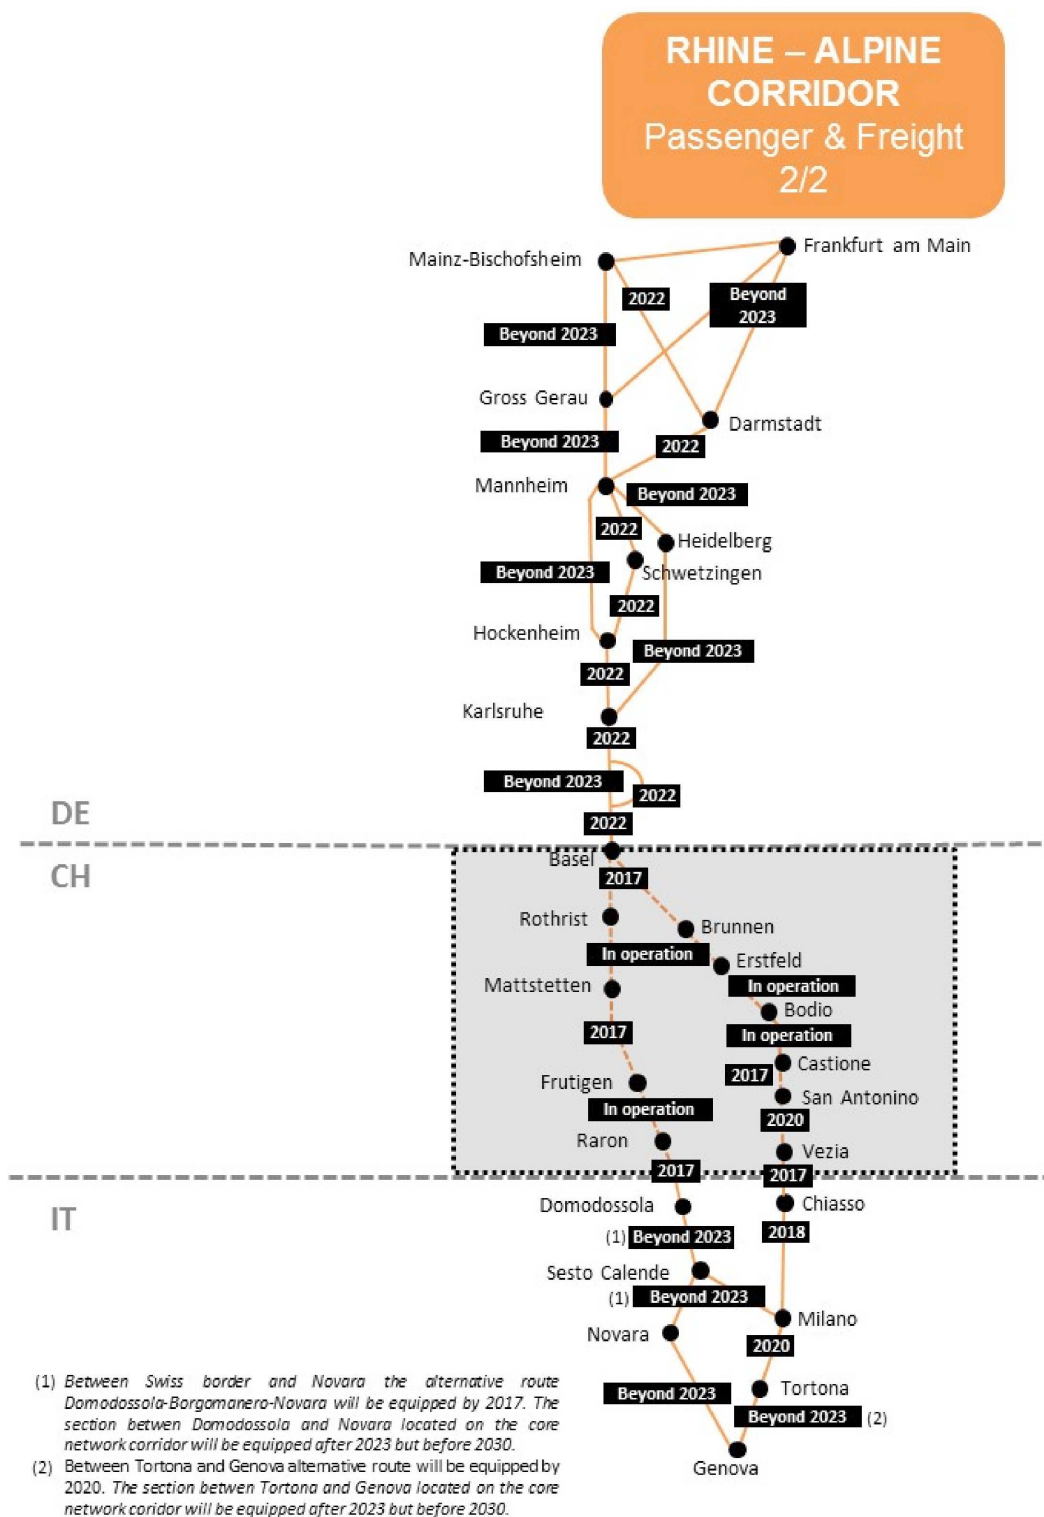 RHINE – ALPINE
CORRIDOR
Passenger & Freight
2/2
Frankfurt am Main
Mainz-Bischofsheim
2022
Beyond
2023
Beyond 2023
Gross Gerau
Darmstadt
Beyond 2023
2022
Mannheim
Beyond 2023
2022
Heidelberg
Beyond 2023
Schwetzingen
2022
Hockenheim
Beyond 2023
2022
Karlsruhe
2022
Beyond 2023
2022
DE
2022
Basel
CH
2017
Rothrist
Brunnen
In operation
Erstfeld
Mattstetten
In operation
Bodio
2017
In operation
Castione
2017
Frutigen
San Antonino
In operation
2020
Raron
Vezia
2017
2017
IT
Domodossola
Chiasso
(1) Beyond 2023
2018
Sesto Calende
(1) Beyond 2023
Milano
Novara
2020
Beyond 2023
Tortona
Beyond 2023 (2)
Genova
(1) Between Swiss border and Novara the alternative route
Domodossola-Borgomanero-Novara will be equipped by 2017. The
section betwen Domodossola and Novara located on the core
network corridor will be equipped after 2023 but before 2030.
(2) Between Tortona and Genova alternative route will be equipped by
2020. The section betwen Tortona and Genova located on the core
network coridor will be equipped after 2023 but before 2030.